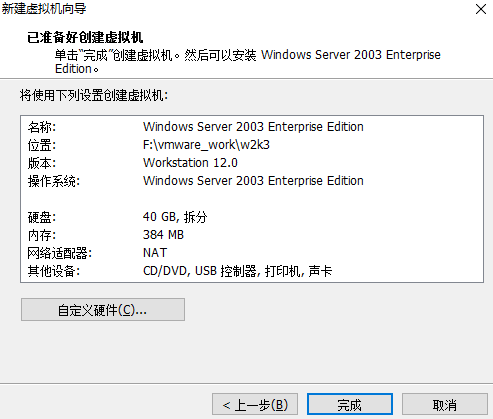 新建虚拟机向导
已准备好创建虚拟机
单击“完成”创建虚拟机。然后可以安装 Windows Server 2003 Enterprise
Edition。
将使用下列设置创建虚拟机:
名称: Windows Server 2003 Enterprise Edition
位置: F:\vmware_work\w2k3
版本: Workstation 12.0
操作系统: Windows Server 2003 Enterprise Edition
硬盘: 40 GB, 拆分
内存: 384 MB
网络适配器: NAT
其他设备: CD/DVD, USB 控制器, 打印机, 声卡
自定义硬件(C)...
< 上一步(B) 完成 取消